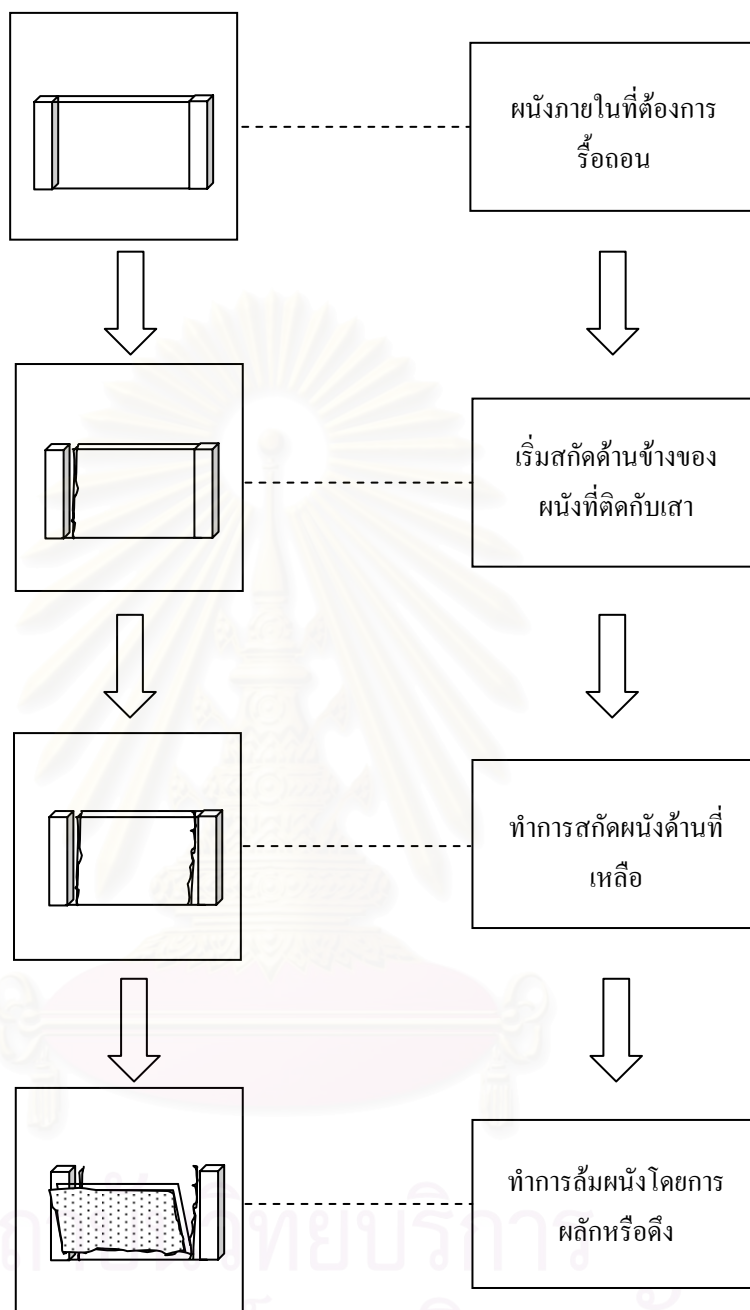 ผนังภายในที่ต้องการ
รื้อถอน
เริ่มสกัดด้านข้างของ
ผนังที่ติดกับเสา
ทำการสกัดผนังด้านที่
เหลือ
ทำการล้มผนังโดยการ
ผลักหรือดึง